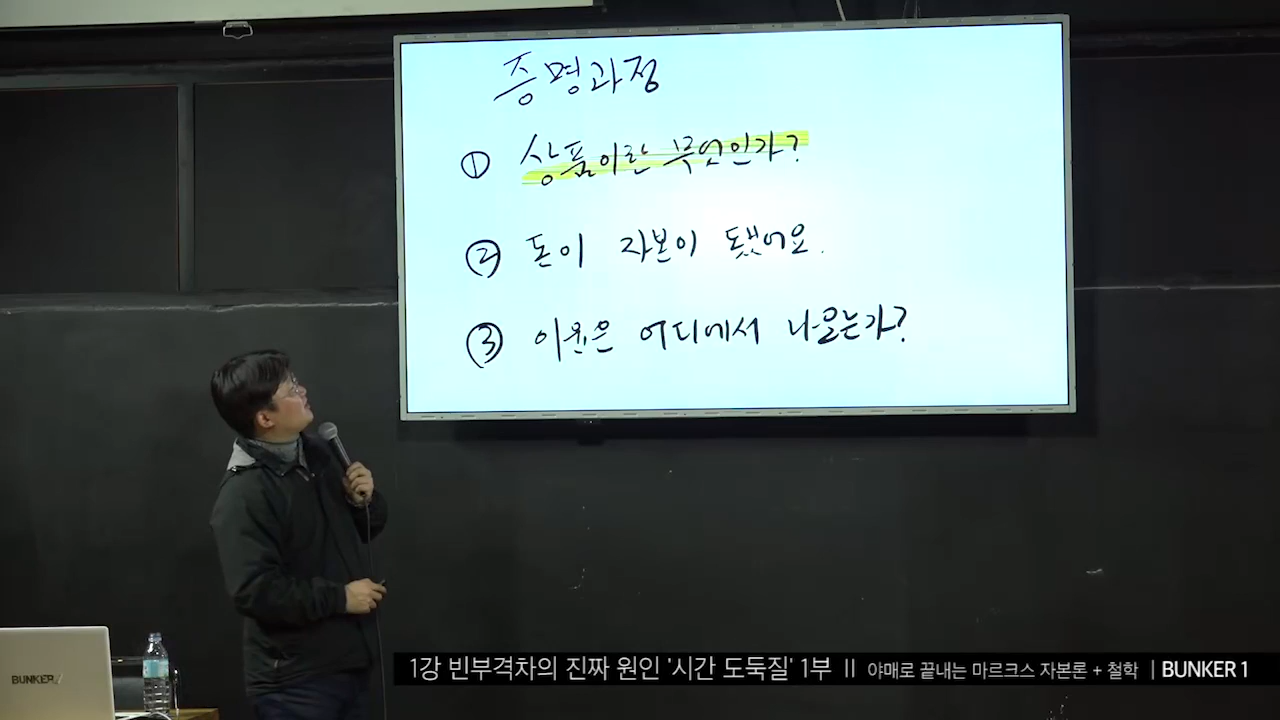 증명과정
① 상품이란 무엇인가?
② 돈이 자본이 됐어요.
③ 이윤은 어디에서 나오는가?
BUNKER 1
1강 빈부격차의 진짜 원인 '시간 도둑질' 1부 II 야매로 끝내는 마르크스 자본론 + 철학 | BUNKER 1